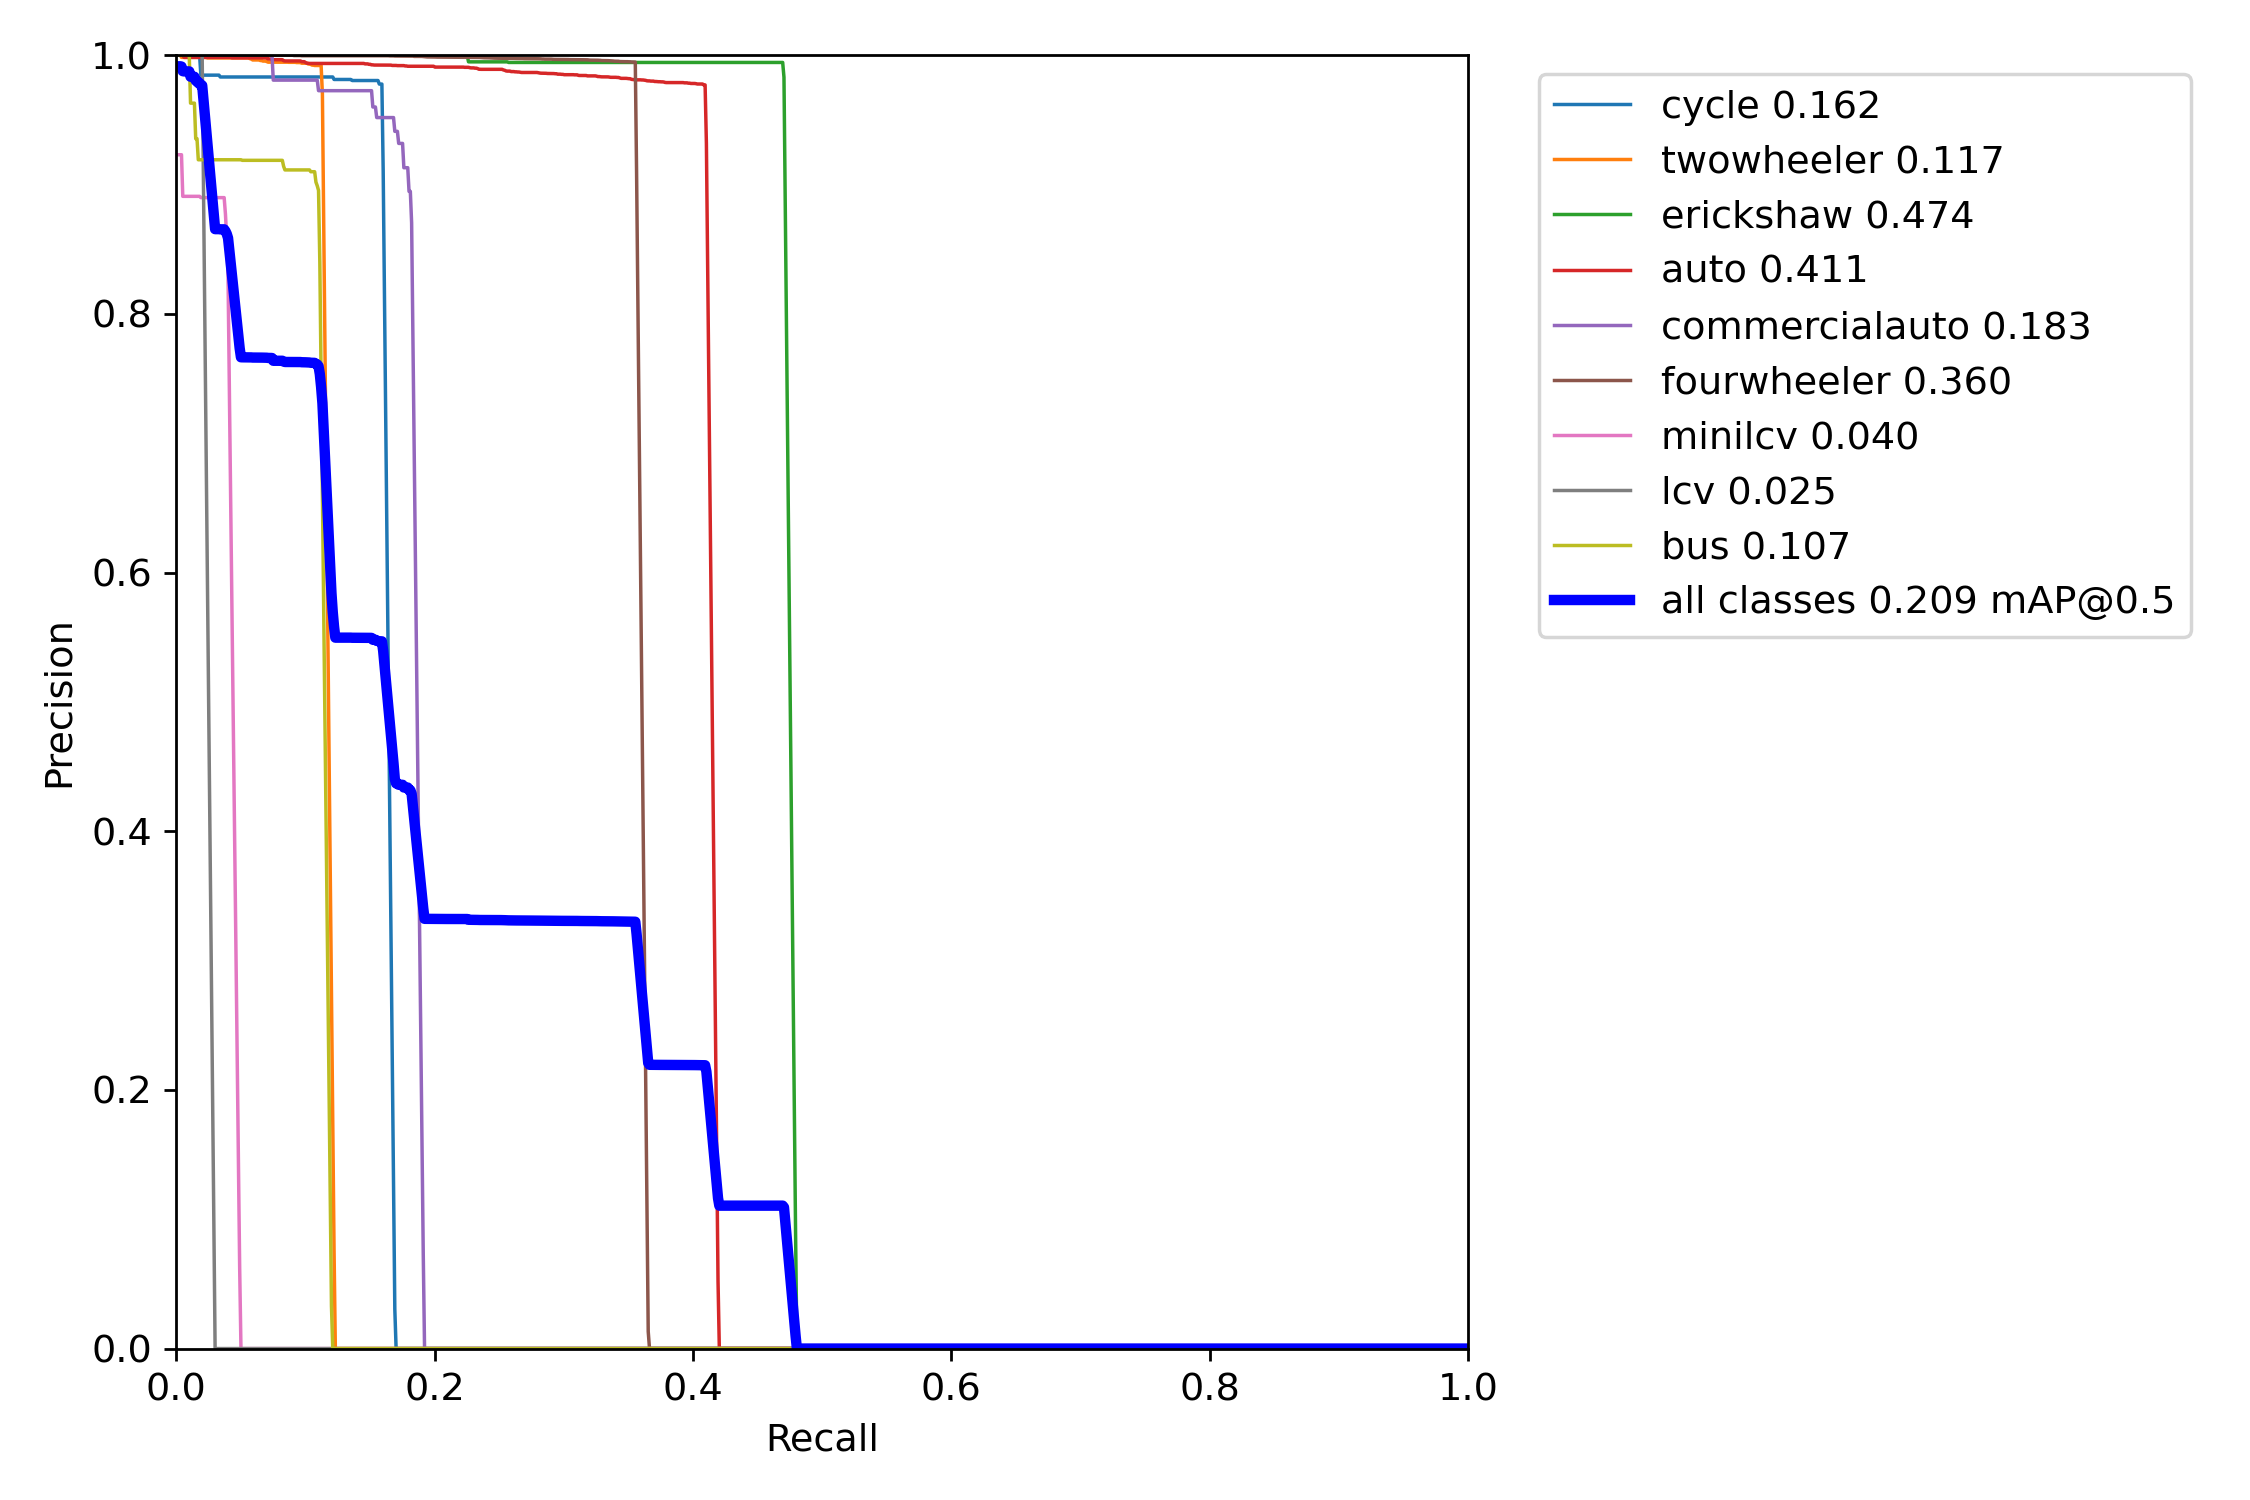 1.0
0.8
0.6
0.4
0.2
0.0
Precision
0.0 0.2 0.4 0.6 0.8 1.0
Recall
cycle 0.162
twowheeler 0.117
erickshaw 0.474
auto 0.411
commercialauto 0.183
fourwheeler 0.360
minilcv 0.040
lcv 0.025
bus 0.107
all classes 0.209 mAP@0.5